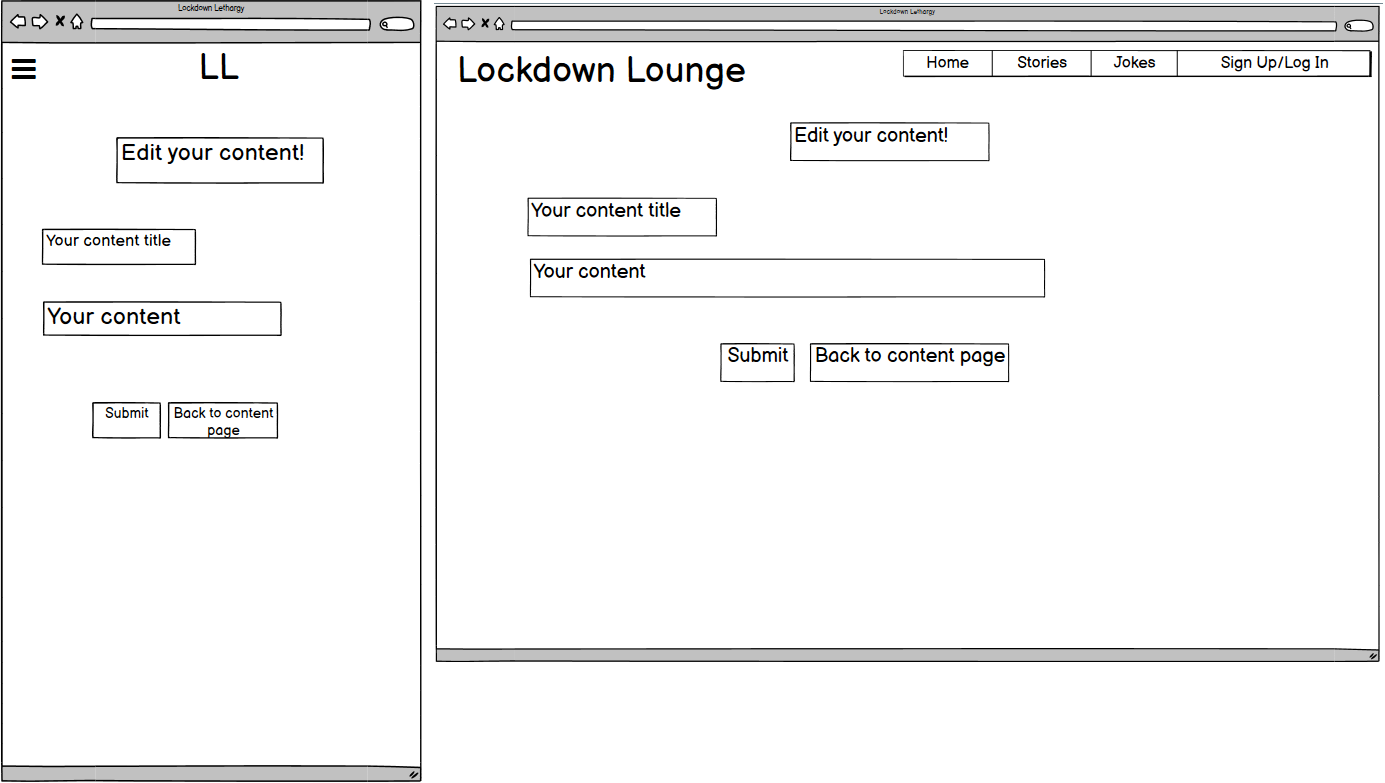 Lockdown Lethargy
LL
Edit your content!
Your content title
Your content
Submit
Back to content
page
Lockdown Lethargy
Lockdown Lounge
Home
Stories
Jokes
Sign Up/Log In
Edit your content!
Your content title
Your content
Submit
Back to content page